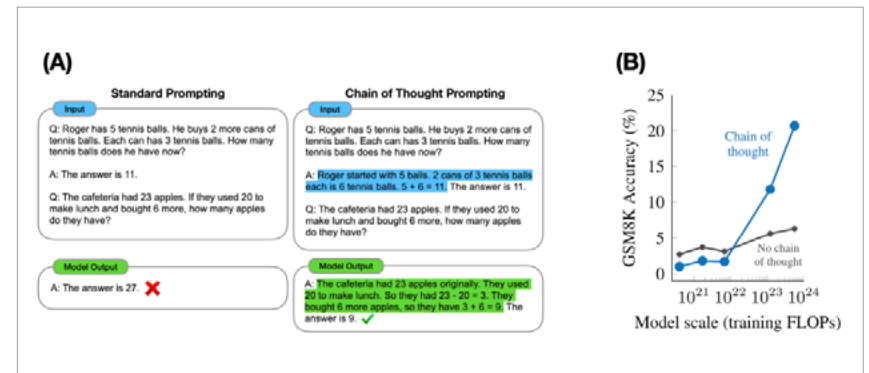 (A)
Standard Prompting
Input
Q: Roger has 5 tennis balls. He buys 2 more cans of
tennis balls. Each can has 3 tennis balls. How many
tennis balls does he have now?
A: The answer is 11.
Q: The cafeteria had 23 apples. If they used 20 to
make lunch and bought 6 more, how many apples
do they have?
Model Output
A: The answer is 27.
Chain of Thought Prompting
Input
Q: Roger has 5 tennis balls. He buys 2 more cans of
tennis balls. Each can has 3 tennis balls. How many
tennis balls does he have now?
A: Roger started with 5 balls. 2 cans of 3 tennis balls
each is 6 tennis balls. 5 + 6 = 11. The answer is 11.
Q: The cafeteria had 23 apples. If they used 20 to
make lunch and bought 6 more, how many apples
do they have?
Model Output
A: The cafeteria had 23 apples originally. They used
20 to make lunch. So they had 23 - 20 = 3. They
bought 6 more apples, so they have 3 + 6 = 9. The
answer is 9.
(B)
GSM8K Accuracy (%)
25
20
15
10
5
0
Chain of
thought
No chain
of thought
10²¹ 10²² 10²³ 10²⁴
Model scale (training FLOPs)